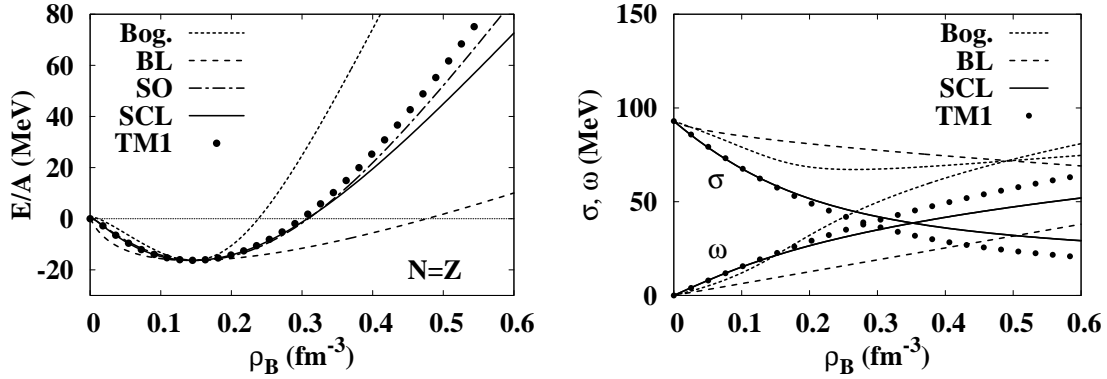 80
60
40
20
0
-20
E/A (MeV)
Bog.
BL
SO
SCL
TM1
N=Z
0 0.1 0.2 0.3 0.4 0.5 0.6
ρB (fm-3)
150
100
50
0
σ, ω (MeV)
Bog.
BL
SCL
TM1
σ
ω
0 0.1 0.2 0.3 0.4 0.5 0.6
ρB (fm-3)